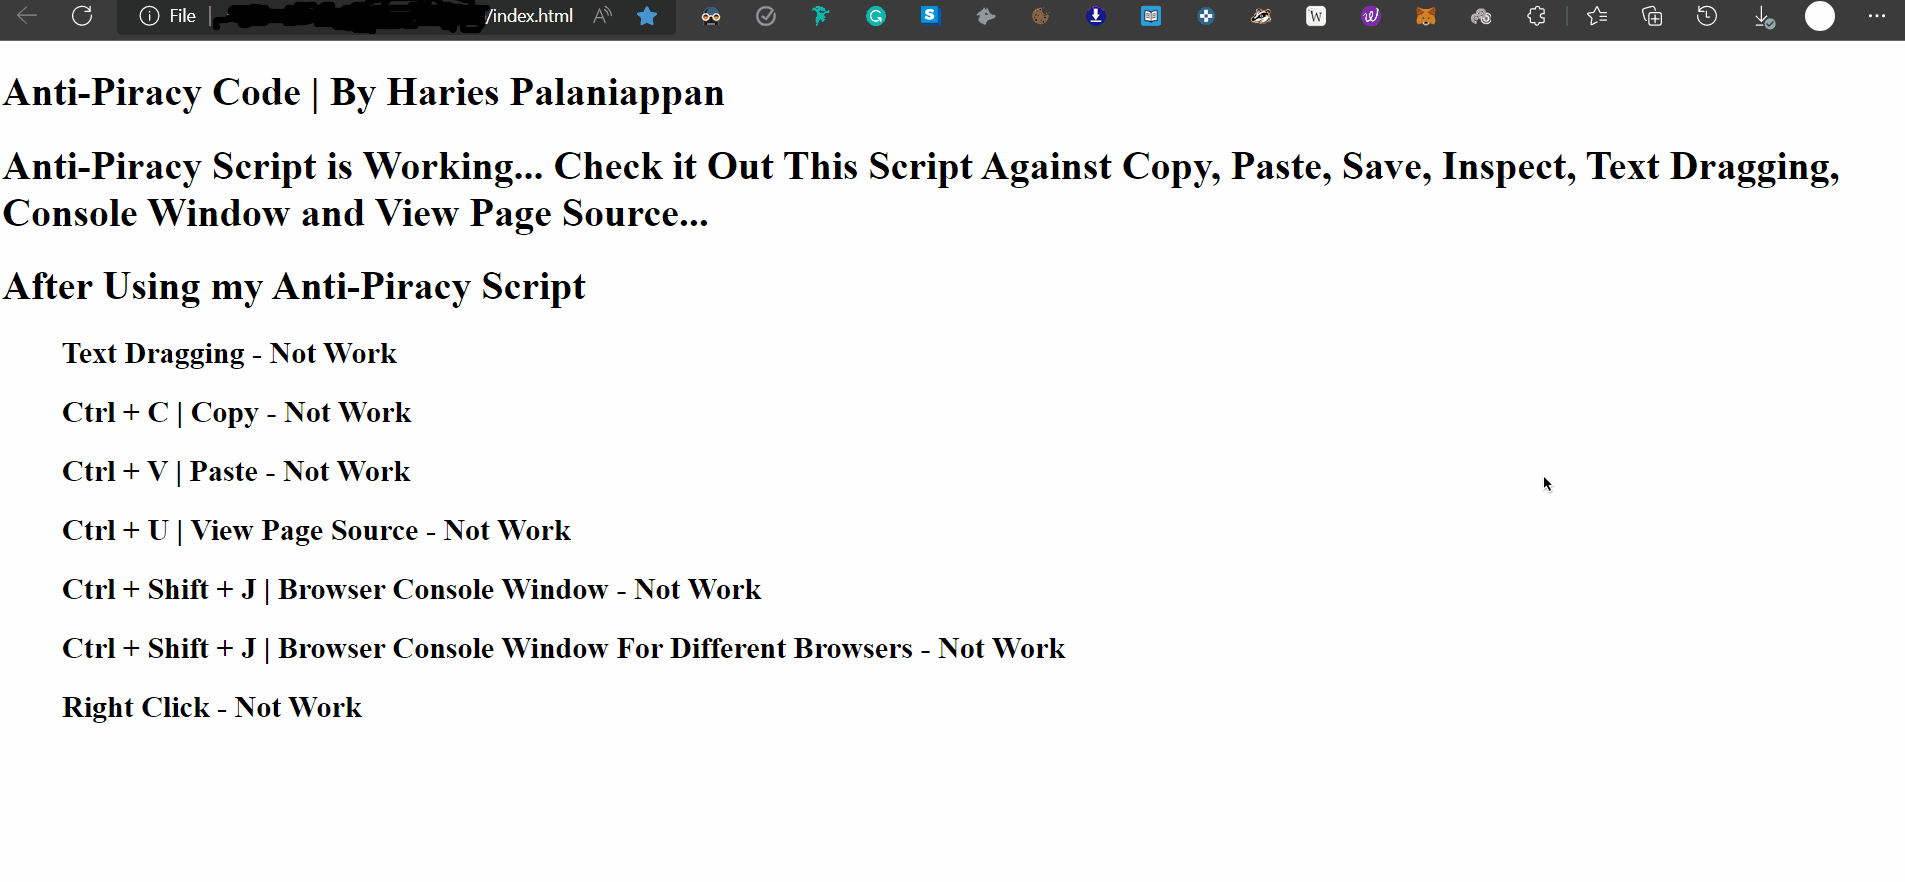 File /index.html
Anti-Piracy Code | By Haries Palaniappan
Anti-Piracy Script is Working... Check it Out This Script Against Copy, Paste, Save, Inspect, Text Dragging,
Console Window and View Page Source...
After Using my Anti-Piracy Script
Text Dragging - Not Work
Ctrl + C | Copy - Not Work
Ctrl + V | Paste - Not Work
Ctrl + U | View Page Source - Not Work
Ctrl + Shift + J | Browser Console Window - Not Work
Ctrl + Shift + J | Browser Console Window For Different Browsers - Not Work
Right Click - Not Work